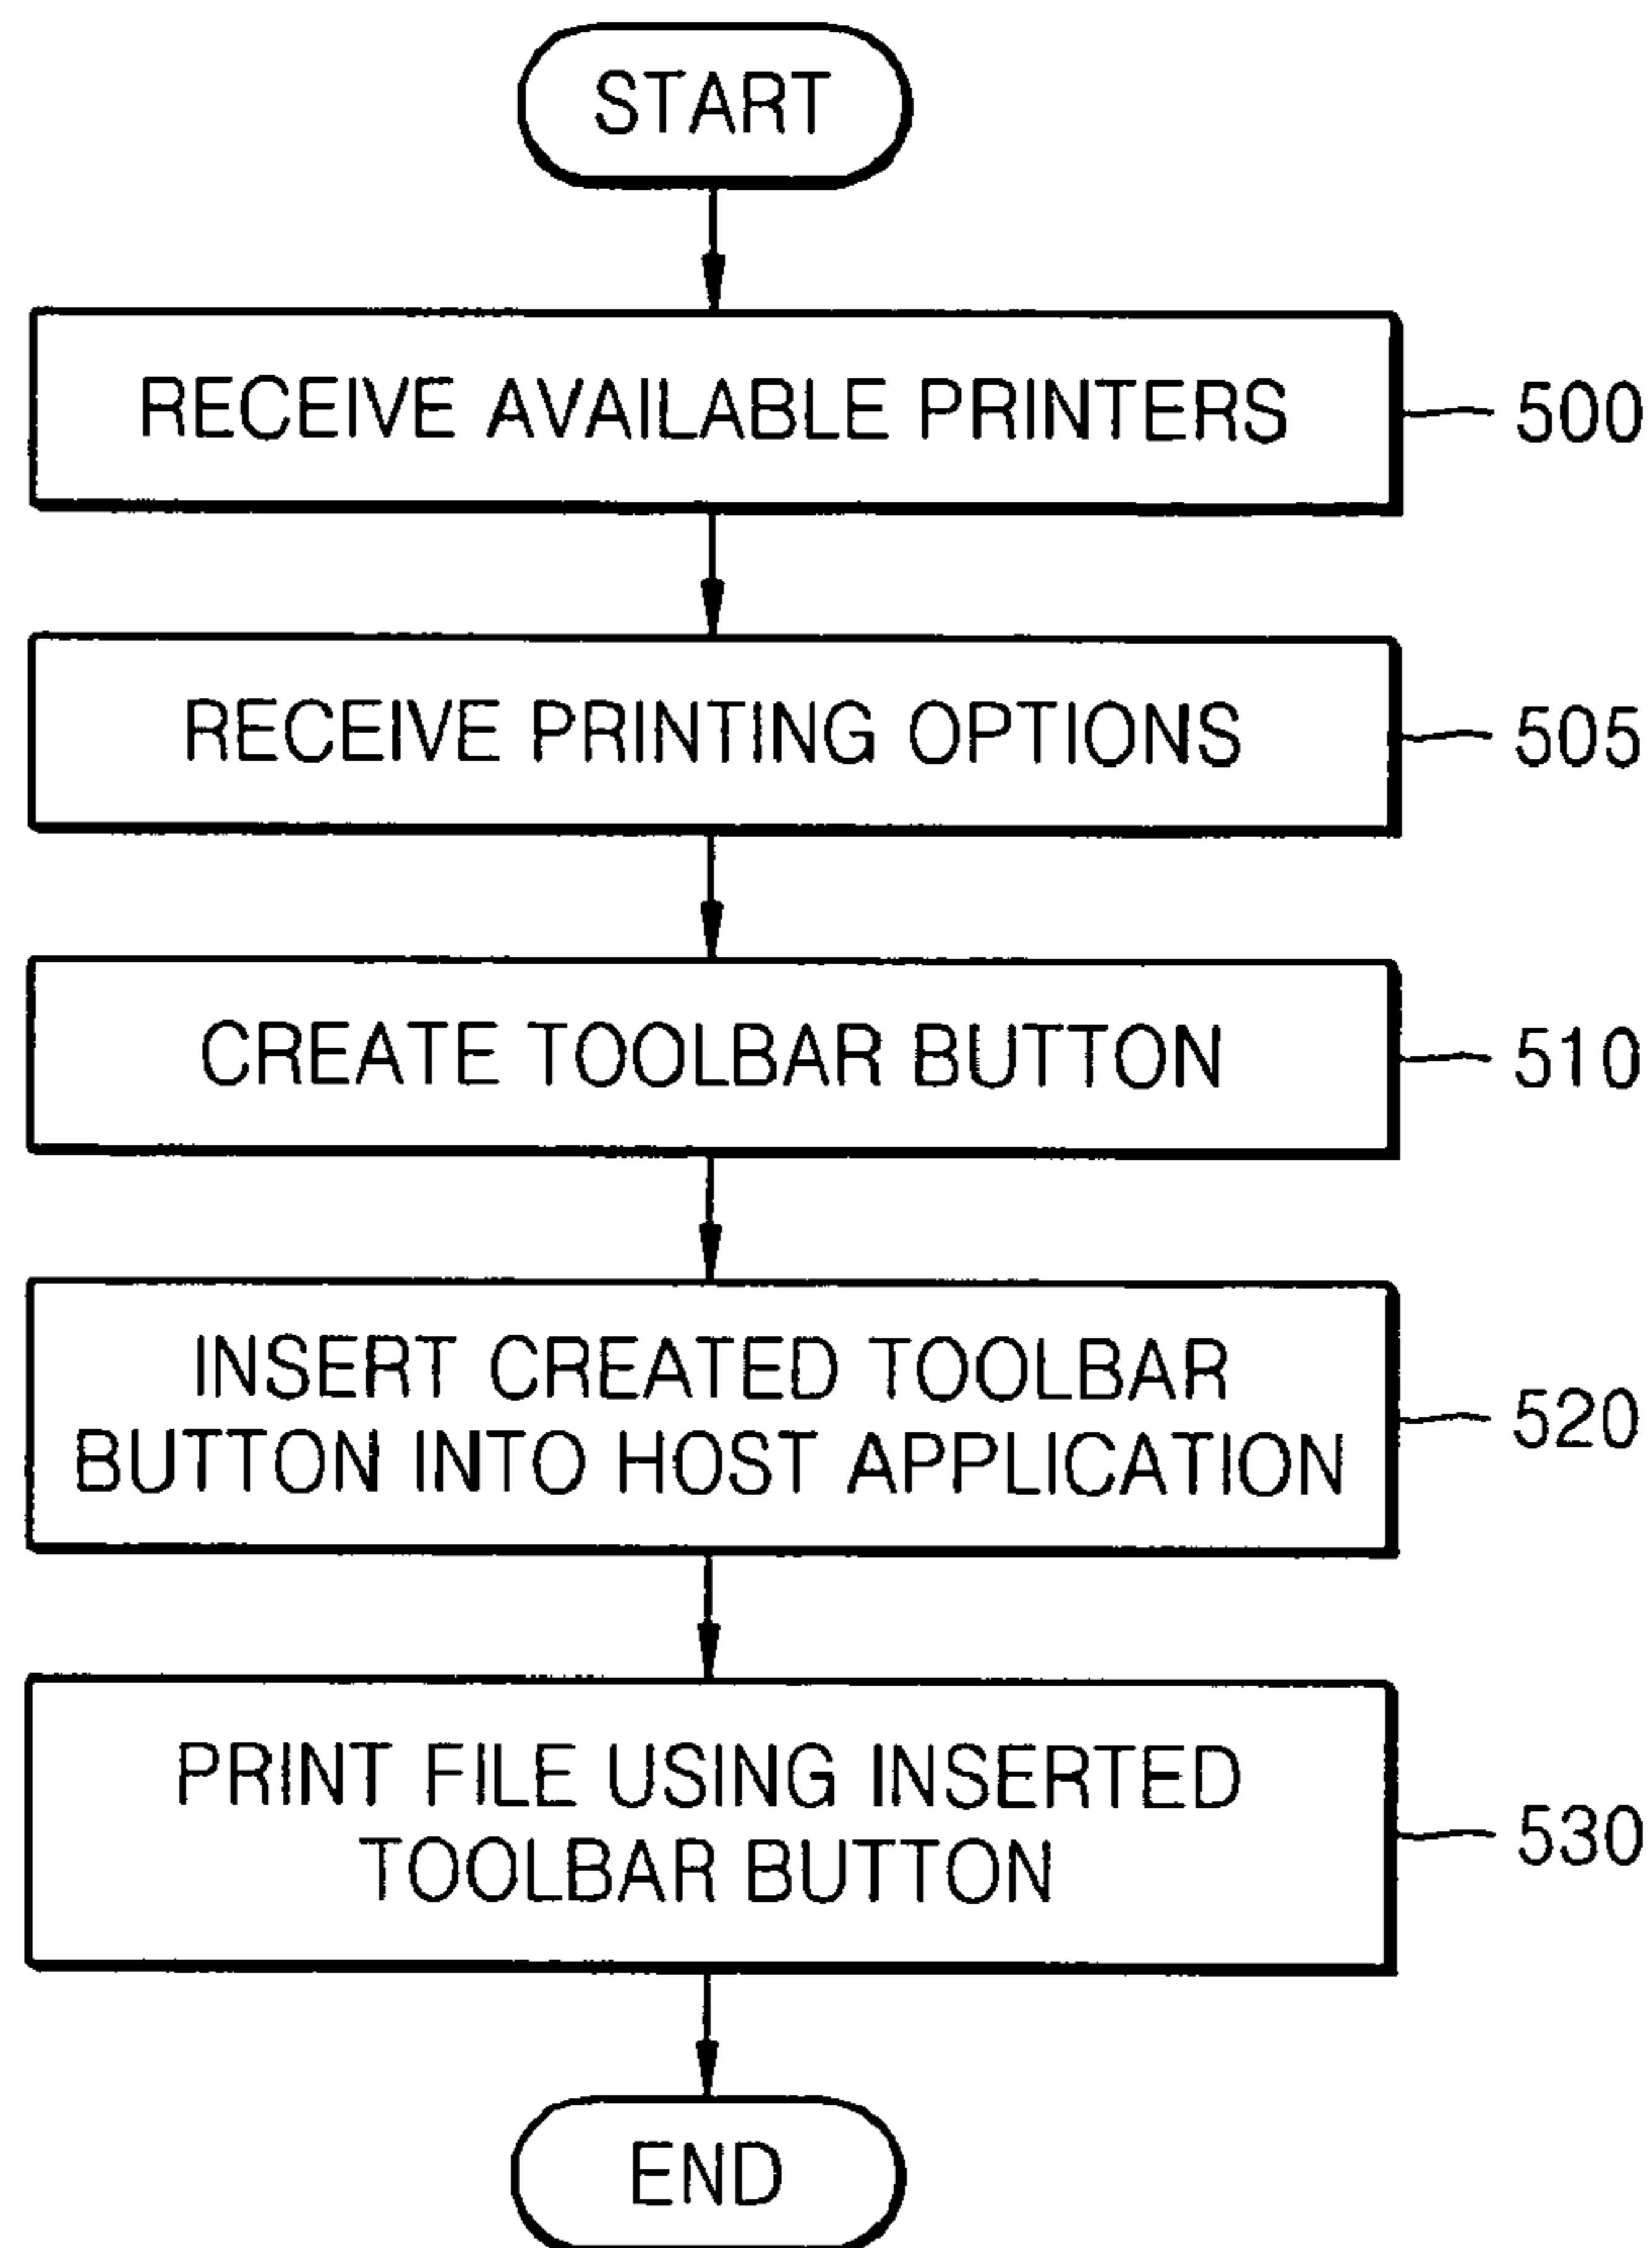 START
RECEIVE AVAILABLE PRINTERS
500
RECEIVE PRINTING OPTIONS
505
CREATE TOOLBAR BUTTON
510
INSERT CREATED TOOLBAR
BUTTON INTO HOST APPLICATION
520
PRINT FILE USING INSERTED
TOOLBAR BUTTON
530
END